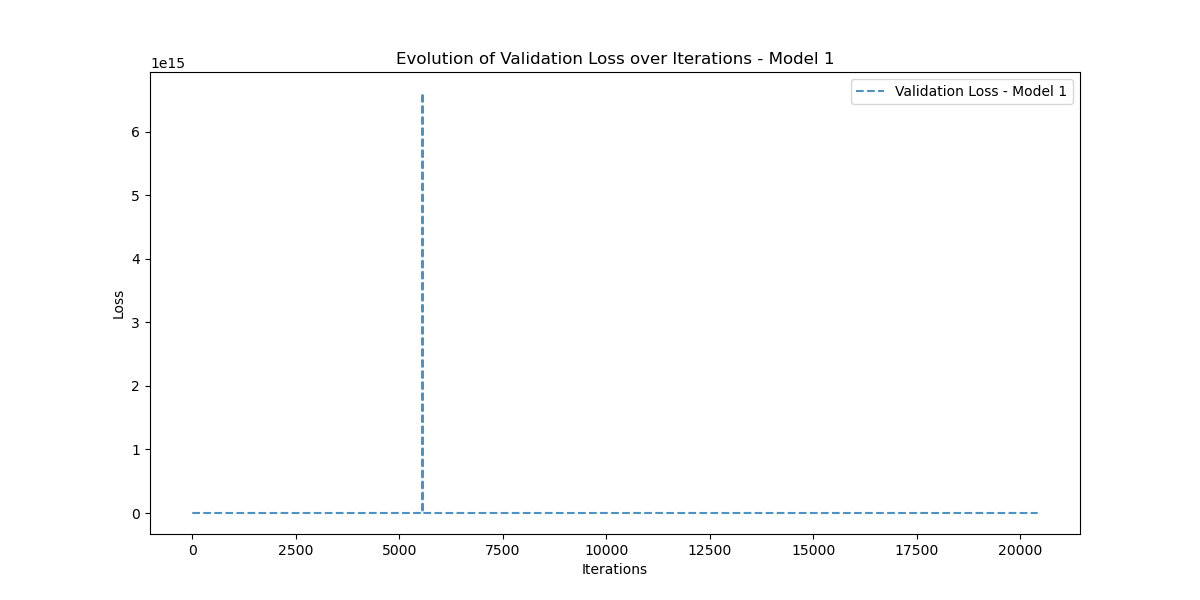 Evolution of Validation Loss over Iterations - Model 1
1e15
Validation Loss - Model 1
6
5
4
3
2
1
0
Loss
0 2500 5000 7500 10000 12500 15000 17500 20000
Iterations